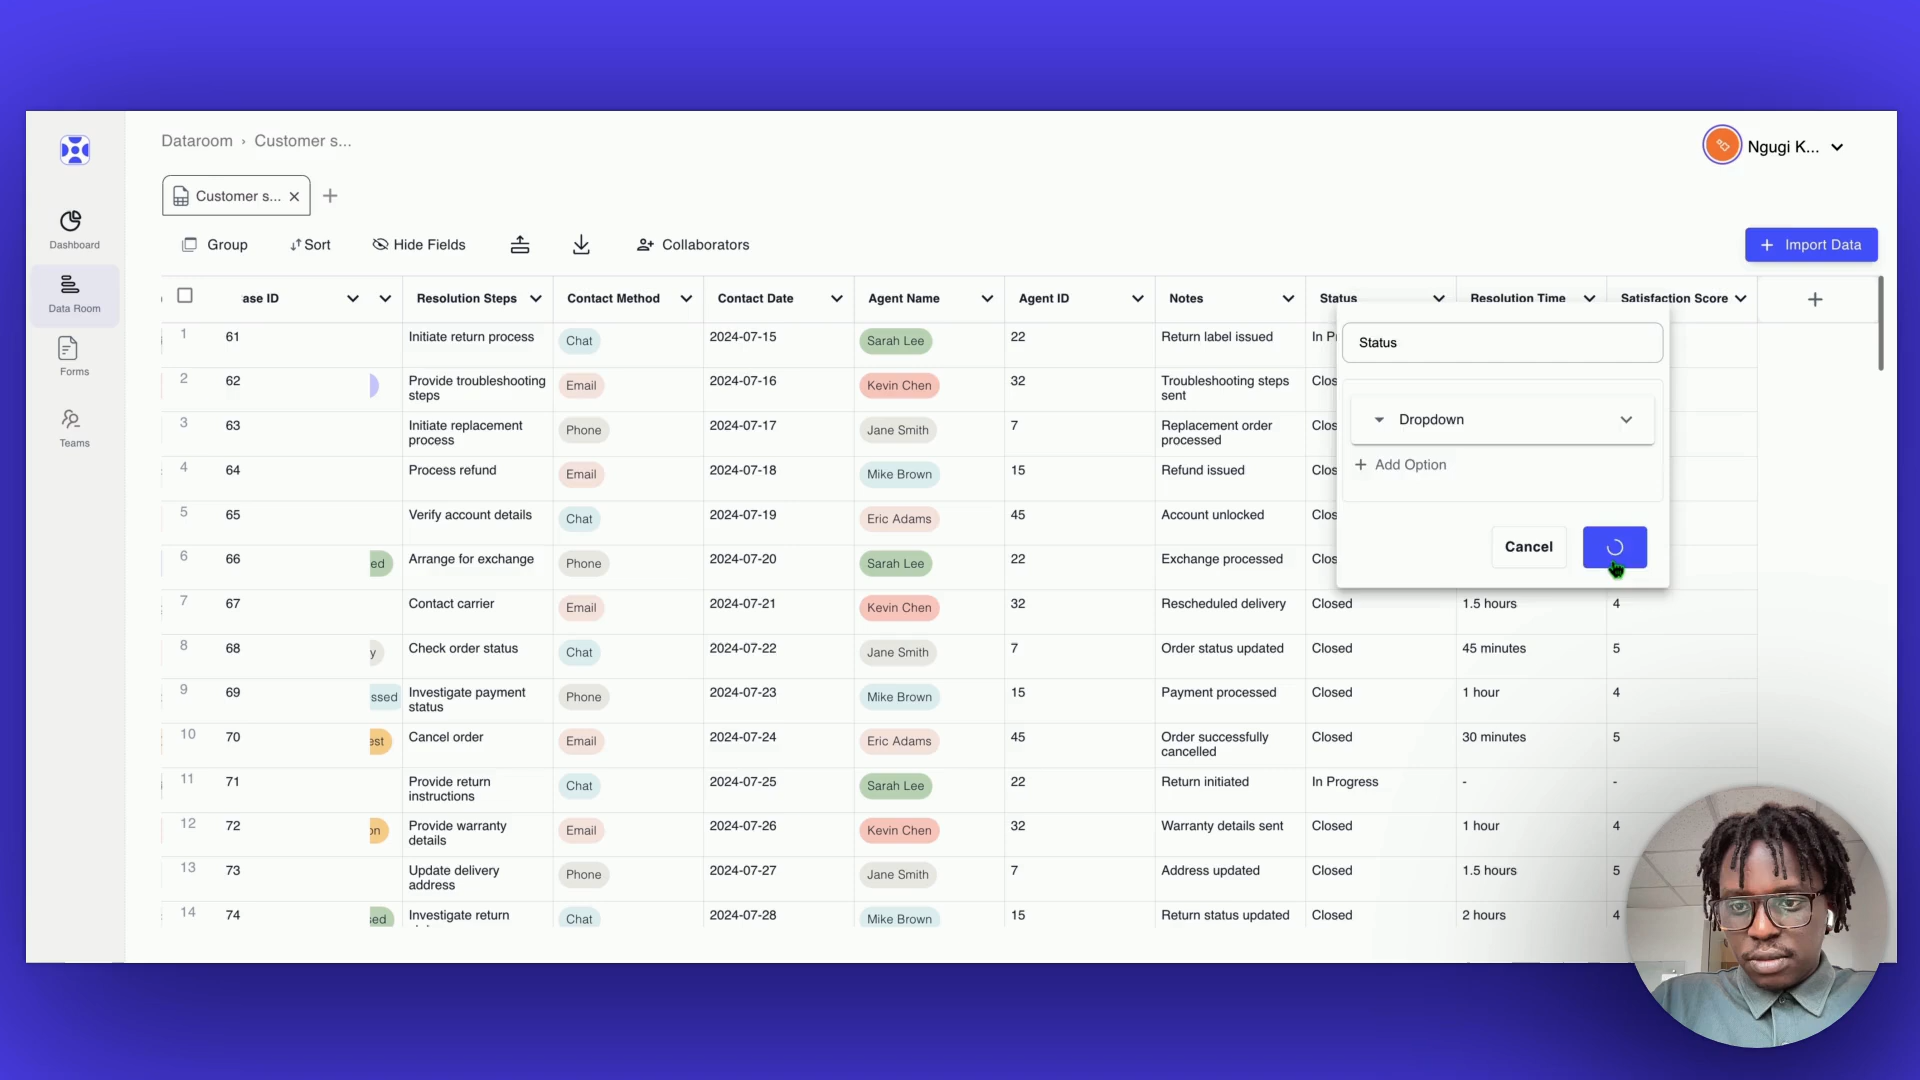 Dataroom › Customer s...
Ngugi K...
Customer s...
Group Sort Hide Fields Collaborators
Import Data
Dashboard
Data Room
Forms
Teams
ase ID Resolution Steps Contact Method Contact Date Agent Name Agent ID Notes Status Resolution Time Satisfaction Score
1 61 Initiate return process Chat 2024-07-15 Sarah Lee 22 Return label issued In P
2 62 Provide troubleshooting steps Email 2024-07-16 Kevin Chen 32 Troubleshooting steps sent Clos
3 63 Initiate replacement process Phone 2024-07-17 Jane Smith 7 Replacement order processed Clos
4 64 Process refund Email 2024-07-18 Mike Brown 15 Refund issued Clos
5 65 Verify account details Chat 2024-07-19 Eric Adams 45 Account unlocked Clos
6 66 ed Arrange for exchange Phone 2024-07-20 Sarah Lee 22 Exchange processed Clos
7 67 Contact carrier Email 2024-07-21 Kevin Chen 32 Rescheduled delivery Closed 1.5 hours 4
8 68 y Check order status Chat 2024-07-22 Jane Smith 7 Order status updated Closed 45 minutes 5
9 69 ssed Investigate payment status Phone 2024-07-23 Mike Brown 15 Payment processed Closed 1 hour 4
10 70 est Cancel order Email 2024-07-24 Eric Adams 45 Order successfully cancelled Closed 30 minutes 5
11 71 Provide return instructions Chat 2024-07-25 Sarah Lee 22 Return initiated In Progress - -
12 72 on Provide warranty details Email 2024-07-26 Kevin Chen 32 Warranty details sent Closed 1 hour 4
13 73 Update delivery address Phone 2024-07-27 Jane Smith 7 Address updated Closed 1.5 hours 5
14 74 sed Investigate return Chat 2024-07-28 Mike Brown 15 Return status updated Closed 2 hours 4
Status
Dropdown
+ Add Option
Cancel